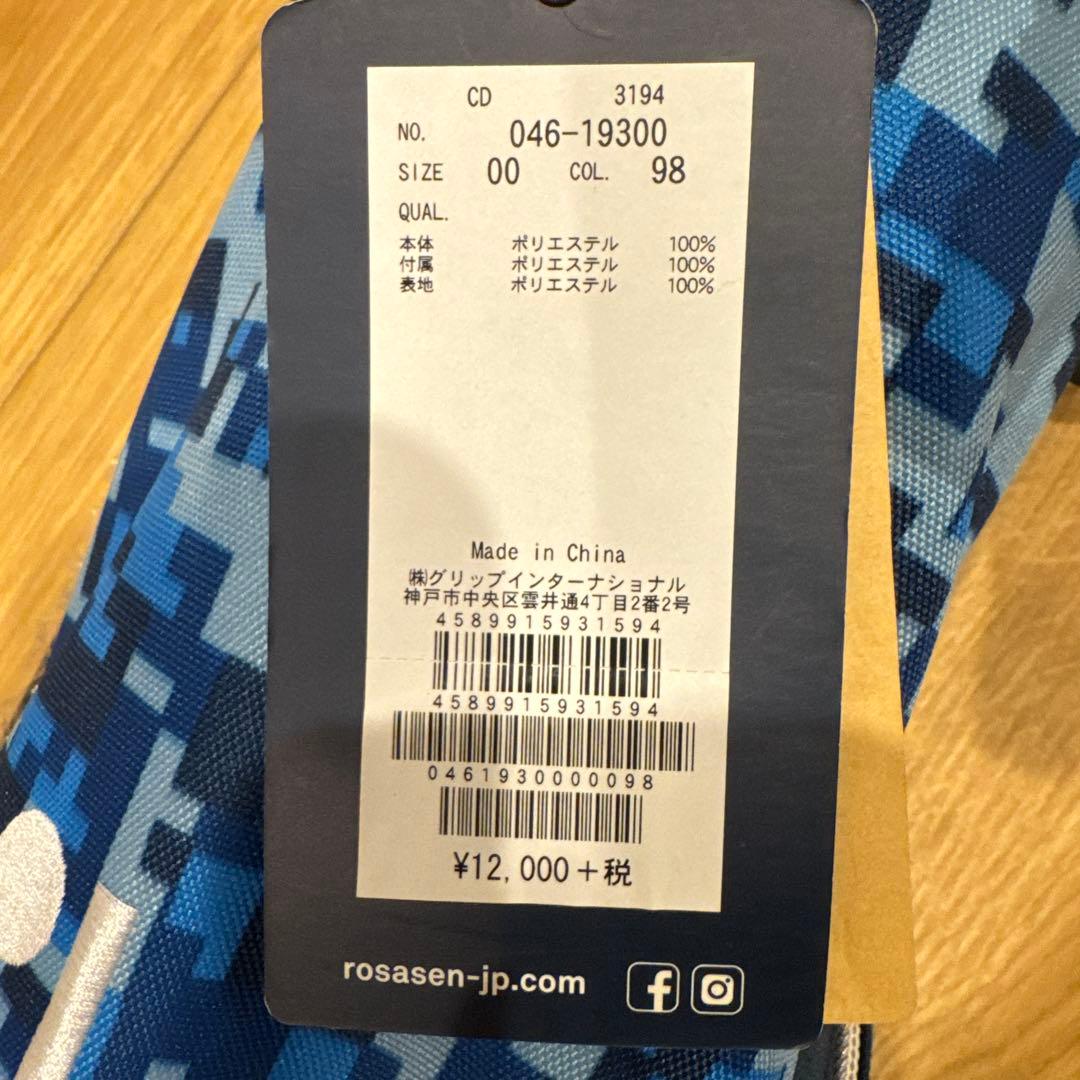 CD 3194
NO. 046-19300
SIZE 00 COL. 98
QUAL.
本体 ポリエステル 100%
付属 ポリエステル 100%
表地 ポリエステル 100%
Made in China
㈱グリップインターナショナル
神戸市中央区雲井通4丁目2番2号
4589915931594
4589915931594
0461930000098
¥12,000+税
rosasen-jp.com